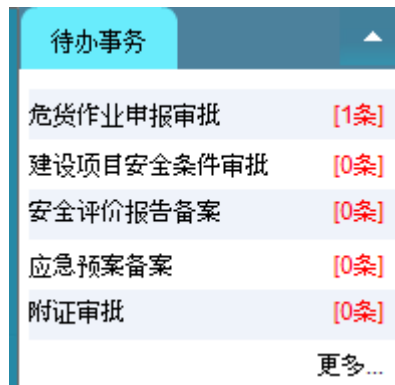 待办事务
危货作业申报审批 [1条]
建设项目安全条件审批 [0条]
安全评价报告备案 [0条]
应急预案备案 [0条]
附证审批 [0条]
更多...